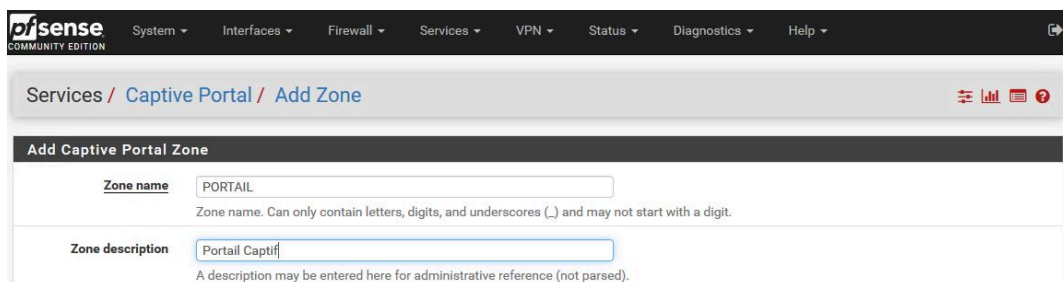 pfsense System Interfaces Firewall Services VPN Status Diagnostics Help
COMMUNITY EDITION
Services / Captive Portal / Add Zone
Add Captive Portal Zone
Zone name PORTAIL
Zone name. Can only contain letters, digits, and underscores (_) and may not start with a digit.
Zone description Portail Captif
A description may be entered here for administrative reference (not parsed).